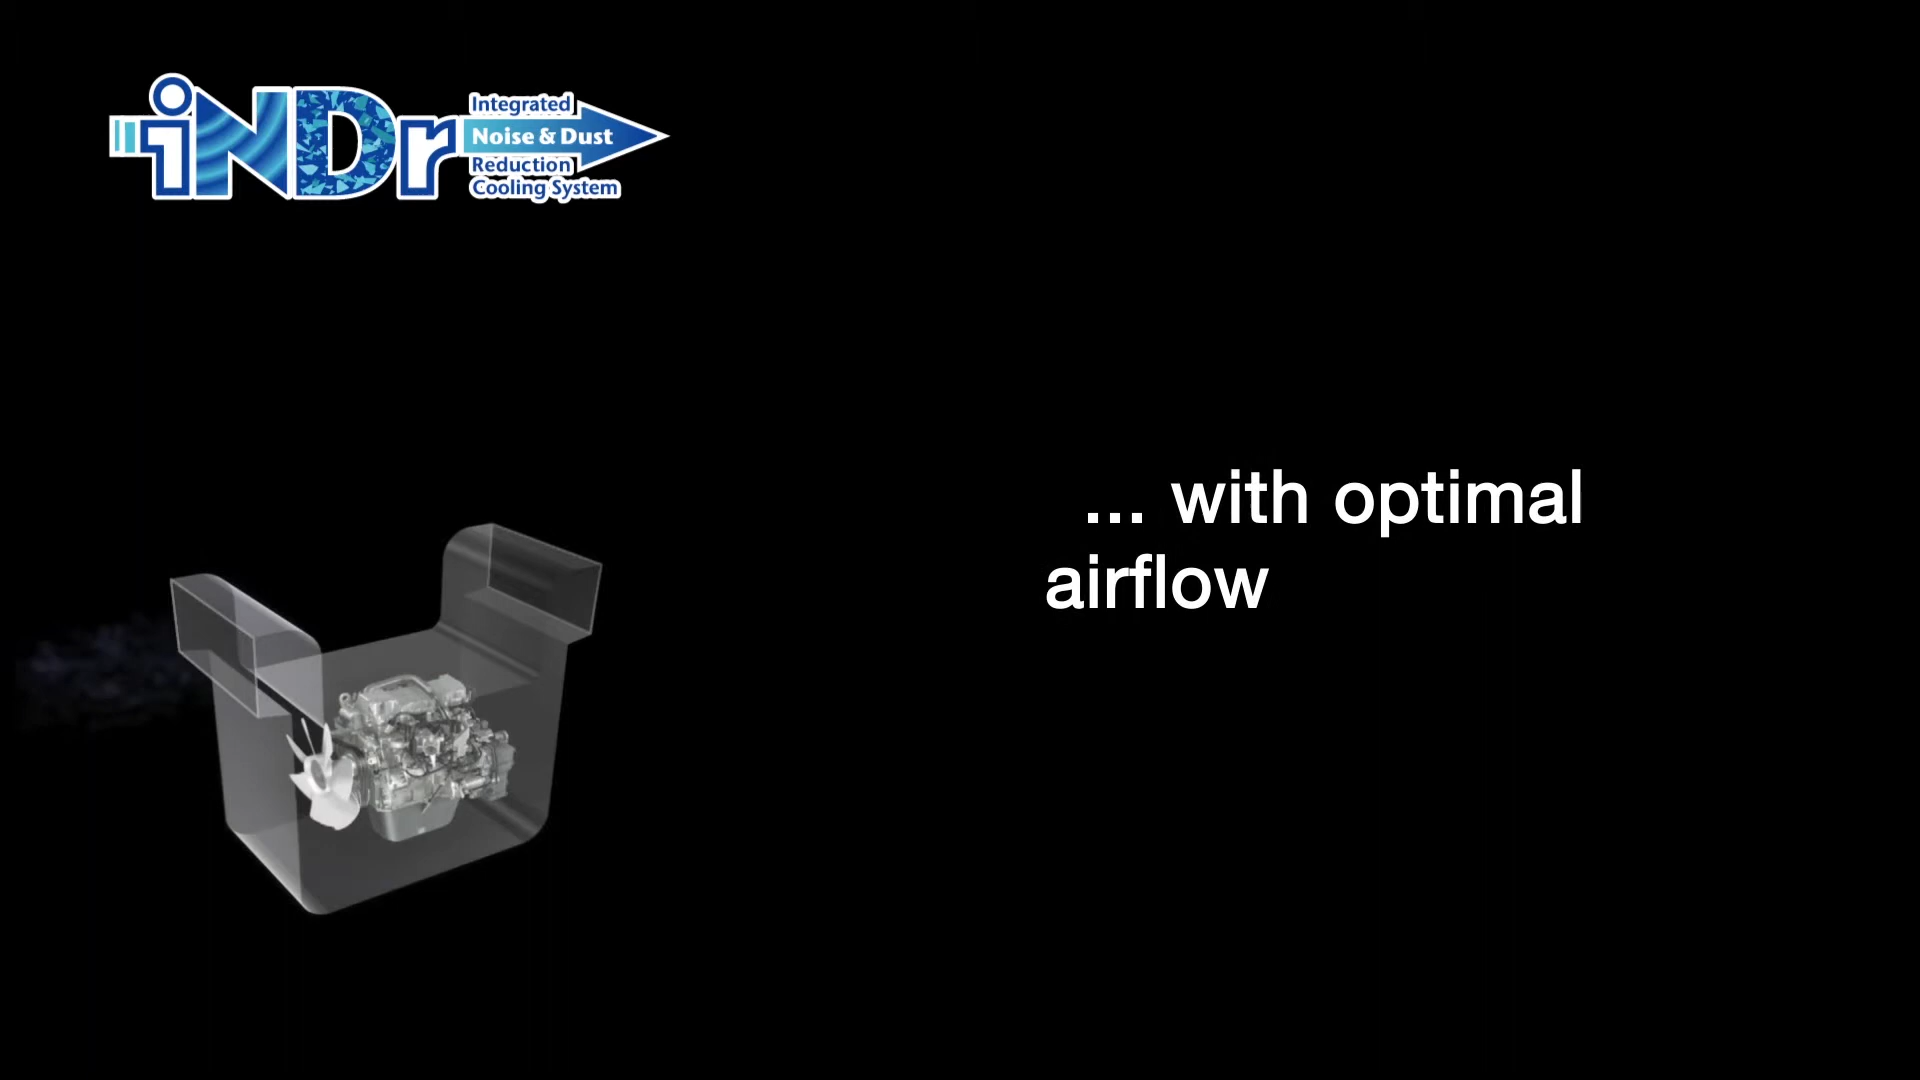 iNDr
Integrated
Noise & Dust
Reduction
Cooling System
... with optimal
airflow